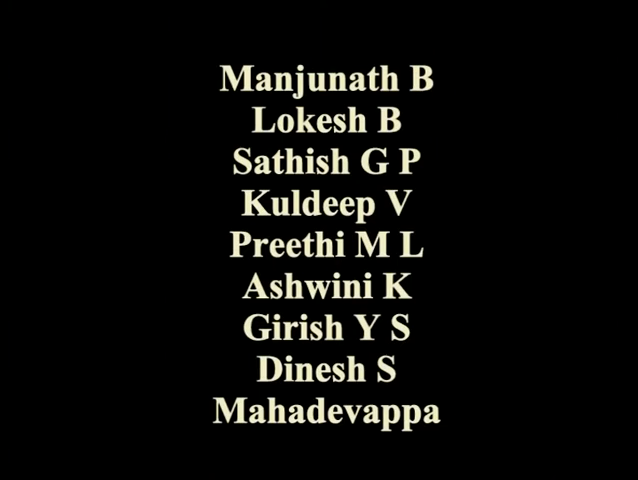 Manjunath B
Lokesh B
Sathish G P
Kuldeep V
Preethi M L
Ashwini K
Girish Y S
Dinesh S
Mahadevappa